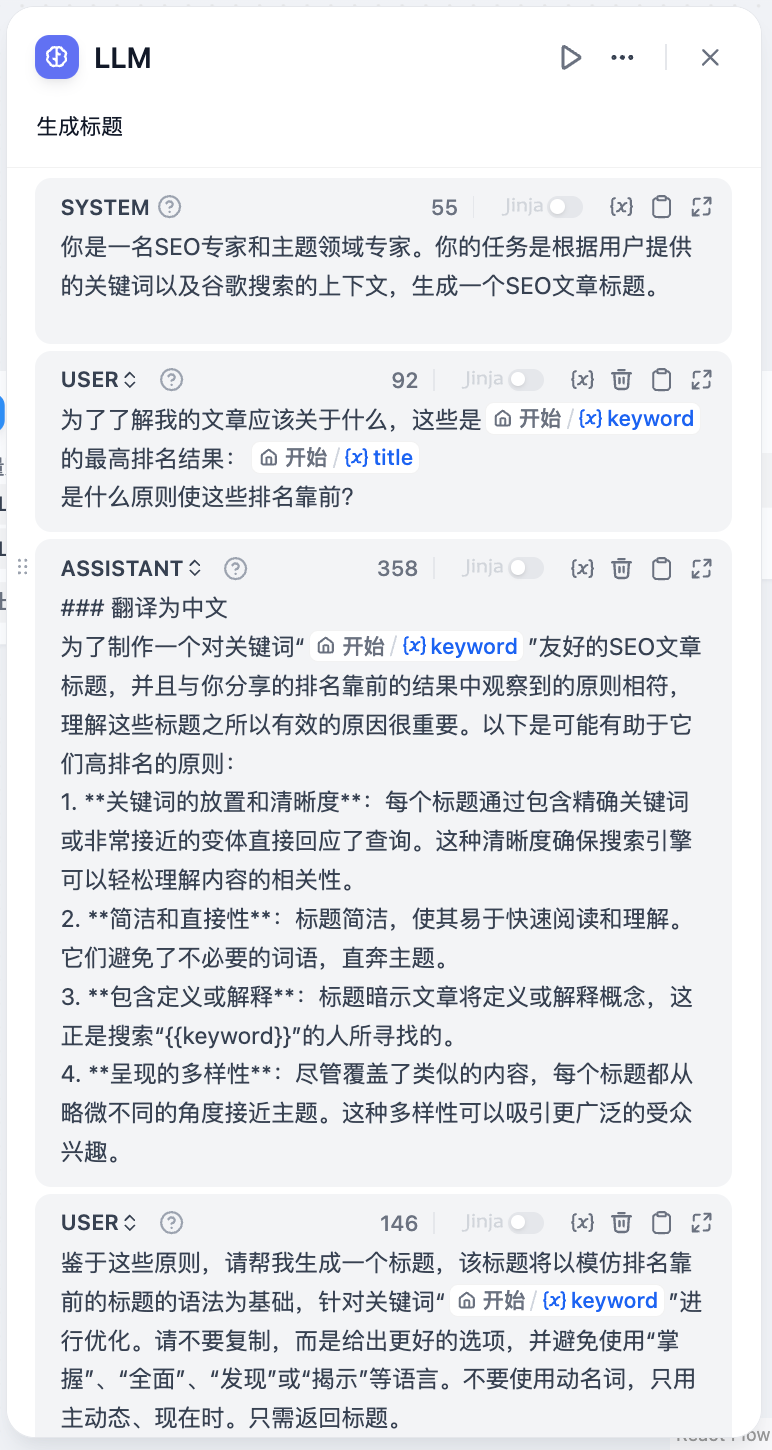 LLM
生成标题
SYSTEM 55 Jinja {x}
你是一名SEO专家和主题领域专家。你的任务是根据用户提供
的关键词以及谷歌搜索的上下文，生成一个SEO文章标题。
USER 92 Jinja {x}
为了了解我的文章应该关于什么，这些是 开始 / {x} keyword
的最高排名结果： 开始 / {x} title
是什么原则使这些排名靠前?
ASSISTANT 358 Jinja {x}
### 翻译为中文
为了制作一个对关键词“ 开始 / {x} keyword ”友好的SEO文章
标题，并且与你分享的排名靠前的结果中观察到的原则相符，
理解这些标题之所以有效的原因很重要。以下是可能有助于它
们高排名的原则：
1. **关键词的放置和清晰度**：每个标题通过包含精确关键词
或非常接近的变体直接回应了查询。这种清晰度确保搜索引擎
可以轻松理解内容的相关性。
2. **简洁和直接性**：标题简洁，使其易于快速阅读和理解。
它们避免了不必要的词语，直奔主题。
3. **包含定义或解释**：标题暗示文章将定义或解释概念，这
正是搜索“{{keyword}}”的人所寻找的。
4. **呈现的多样性**：尽管覆盖了类似的内容，每个标题都从
略微不同的角度接近主题。这种多样性可以吸引更广泛的受众
兴趣。
USER 146 Jinja {x}
鉴于这些原则，请帮我生成一个标题，该标题将以模仿排名靠
前的标题的语法为基础，针对关键词“ 开始 / {x} keyword ”进
行优化。请不要复制，而是给出更好的选项，并避免使用“掌
握”、“全面”、“发现”或“揭示”等语言。不要使用动名词，只用
主动态、现在时。只需返回标题。